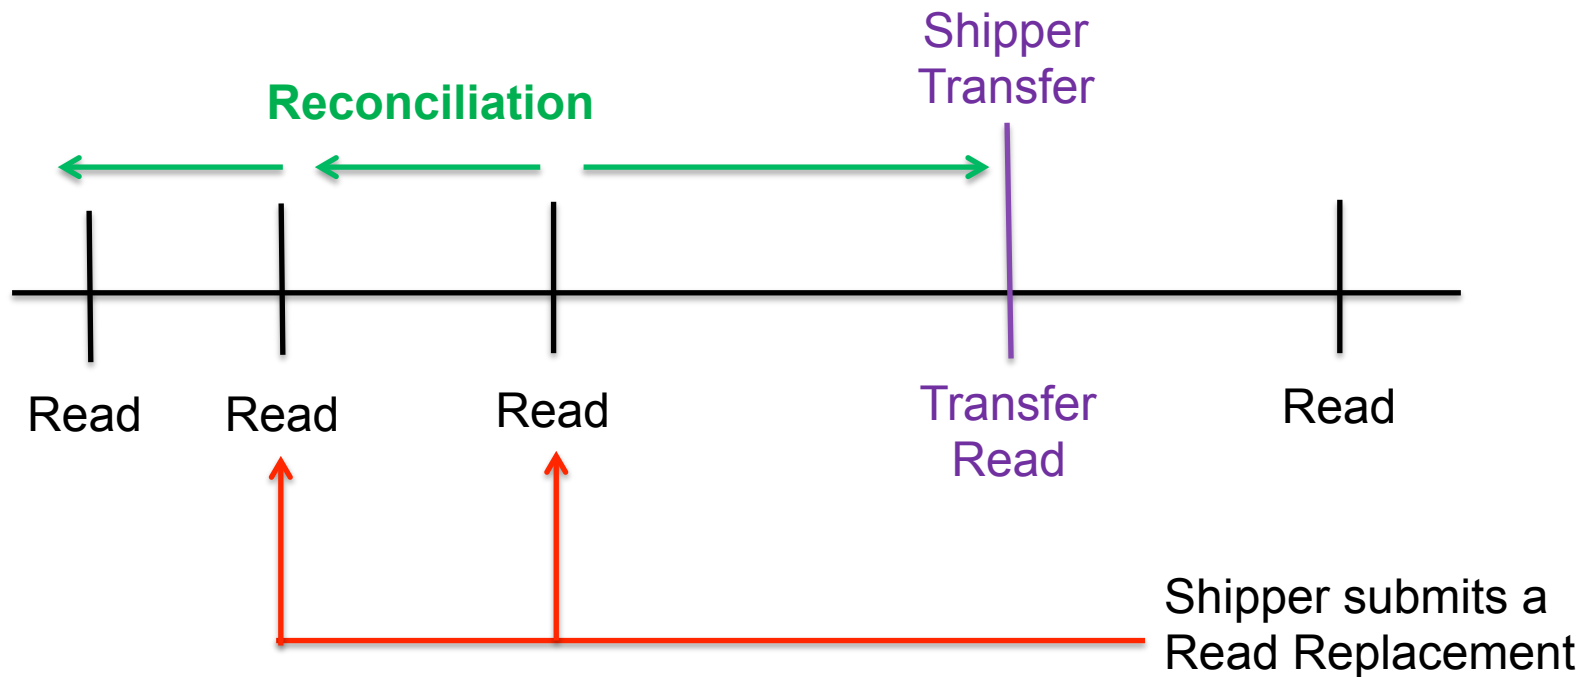 Shipper
Transfer
Reconciliation
Read
Read
Read
Transfer
Read
Read
Shipper submits a
Read Replacement